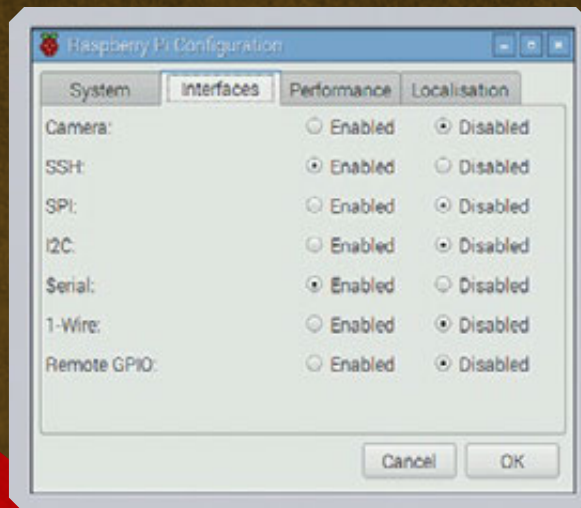 Raspberry Pi Configuration
System Interfaces Performance Localisation
Camera: Enabled Disabled
SSH: Enabled Disabled
SPI: Enabled Disabled
I2C: Enabled Disabled
Serial: Enabled Disabled
1-Wire: Enabled Disabled
Remote GPIO: Enabled Disabled
Cancel OK